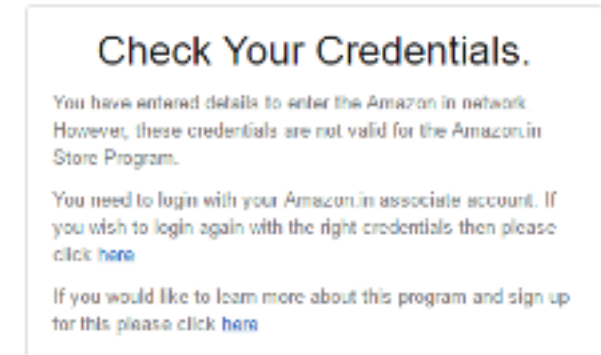 Check Your Credentials.
You have entered details to enter the Amazon.in network
However, these credentials are not valid for the Amazon.in
Store Program.
You need to login with your Amazon.in associate account. If
you wish to login again with the right credentials then please
click here
If you would like to learn more about this program and sign up
for this please click here